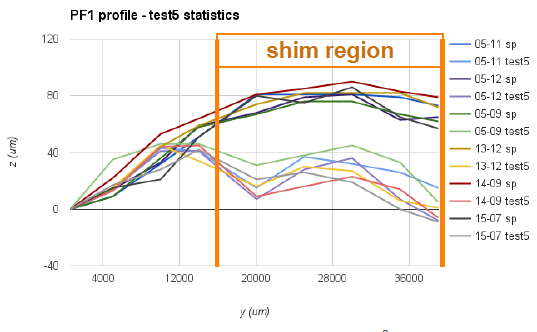 PF1 profile - test5 statistics
120
80
40
0
-40
z (um)
shim region
4000
12000
20000
28000
36000
y (um)
05-11 sp
05-11 test5
05-12 sp
05-12 test5
05-09 sp
05-09 test5
13-12 sp
13-12 test5
14-09 sp
14-09 test5
15-07 sp
15-07 test5